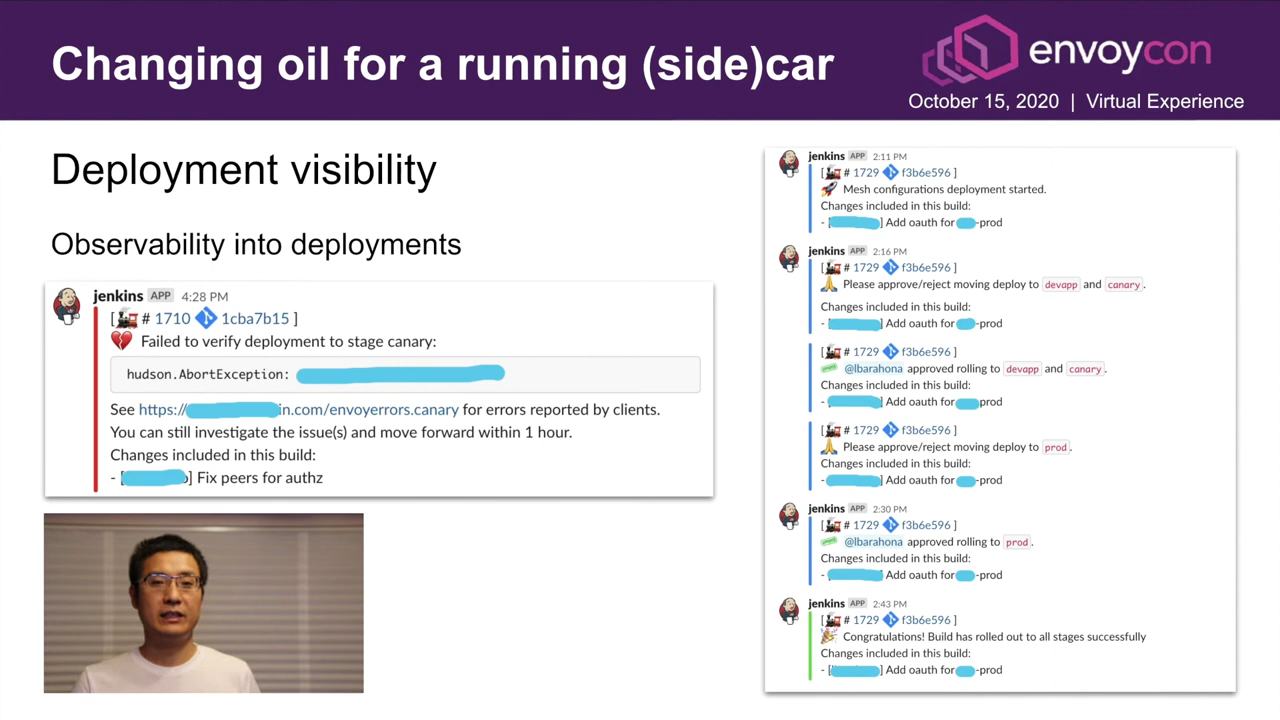 Changing oil for a running (side)car
envoycon
October 15, 2020 | Virtual Experience
Deployment visibility
Observability into deployments
jenkins APP 4:28 PM
[ # 1710 1cba7b15 ]
Failed to verify deployment to stage canary:
hudson.AbortException:
See https:// in.com/envoyerrors.canary for errors reported by clients.
You can still investigate the issue(s) and move forward within 1 hour.
Changes included in this build:
- [ ] Fix peers for authz
jenkins APP 2:11 PM
[ # 1729 f3b6e596 ]
Mesh configurations deployment started.
Changes included in this build:
- [ ] Add oauth for -prod
jenkins APP 2:16 PM
[ # 1729 f3b6e596 ]
Please approve/reject moving deploy to devapp and canary.
Changes included in this build:
- [ ] Add oauth for -prod
[ # 1729 f3b6e596 ]
@lbarahona approved rolling to devapp and canary.
Changes included in this build:
- [ ] Add oauth for -prod
[ # 1729 f3b6e596 ]
Please approve/reject moving deploy to prod.
Changes included in this build:
- [ ] Add oauth for -prod
jenkins APP 2:30 PM
[ # 1729 f3b6e596 ]
@lbarahona approved rolling to prod.
Changes included in this build:
- [ ] Add oauth for -prod
jenkins APP 2:43 PM
[ # 1729 f3b6e596 ]
Congratulations! Build has rolled out to all stages successfully
Changes included in this build:
- [ ] Add oauth for -prod